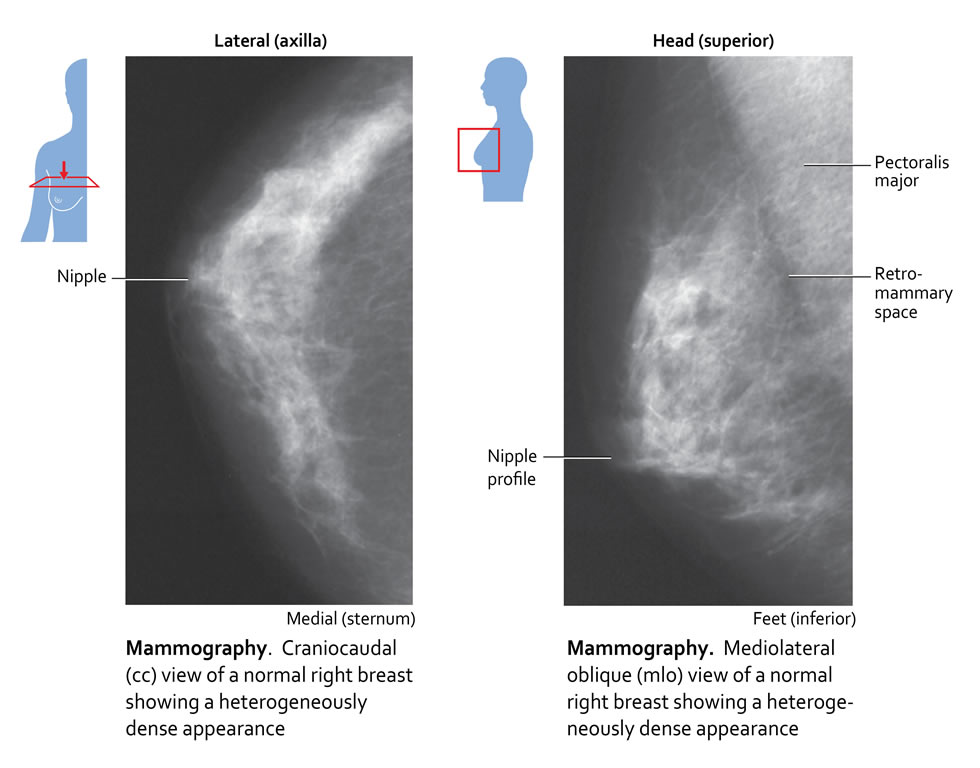 Lateral (axilla)
Nipple
Medial (sternum)
Mammography. Craniocaudal
(cc) view of a normal right breast
showing a heterogeneously
dense appearance
Head (superior)
Pectoralis
major
Retro-
mammary
space
Nipple
profile
Feet (inferior)
Mammography. Mediolateral
oblique (mlo) view of a normal
right breast showing a heteroge-
neously dense appearance